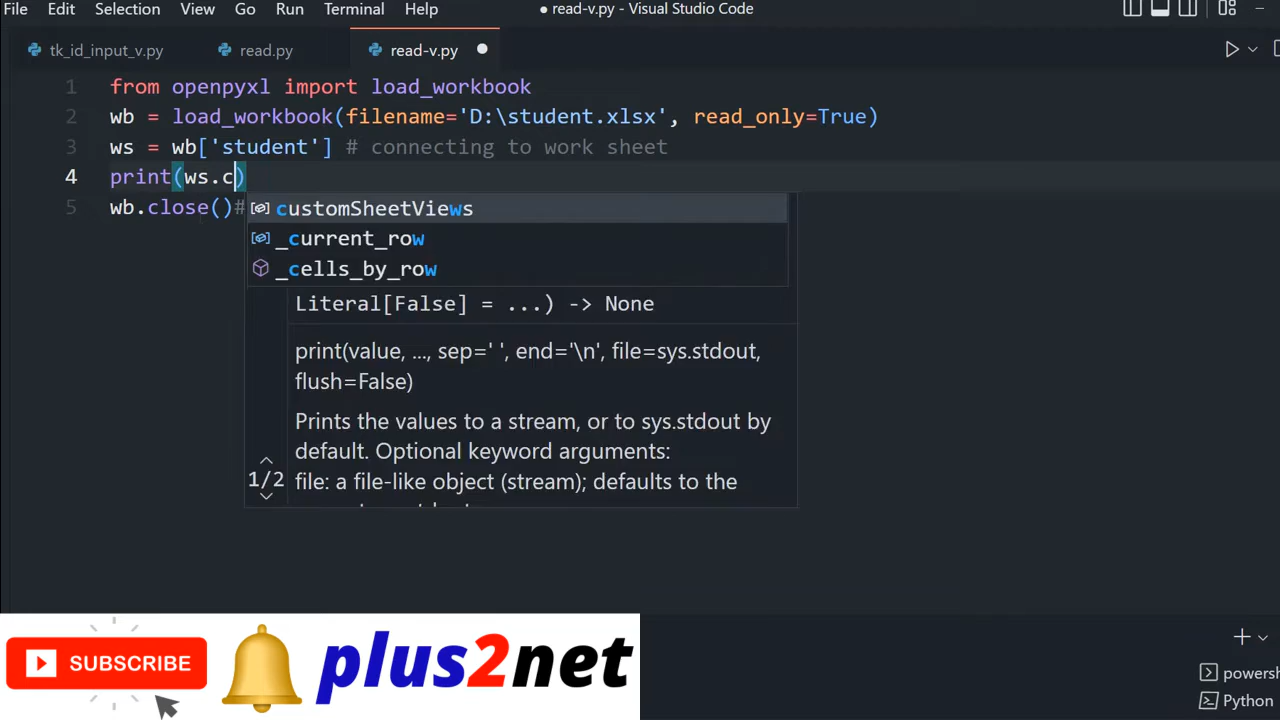 File Edit Selection View Go Run Terminal Help ● read-v.py - Visual Studio Code
tk_id_input_v.py read.py read-v.py
1 from openpyxl import load_workbook
2 wb = load_workbook(filename='D:\student.xlsx', read_only=True)
3 ws = wb['student'] # connecting to work sheet
4 print(ws.c)
5 wb.close()#
customSheetViews
_current_row
_cells_by_row
Literal[False] = ...) -> None
print(value, ..., sep=' ', end='\n', file=sys.stdout,
flush=False)
Prints the values to a stream, or to sys.stdout by
default. Optional keyword arguments:
1/2
file: a file-like object (stream); defaults to the
SUBSCRIBE
plus2net
powersh
Python